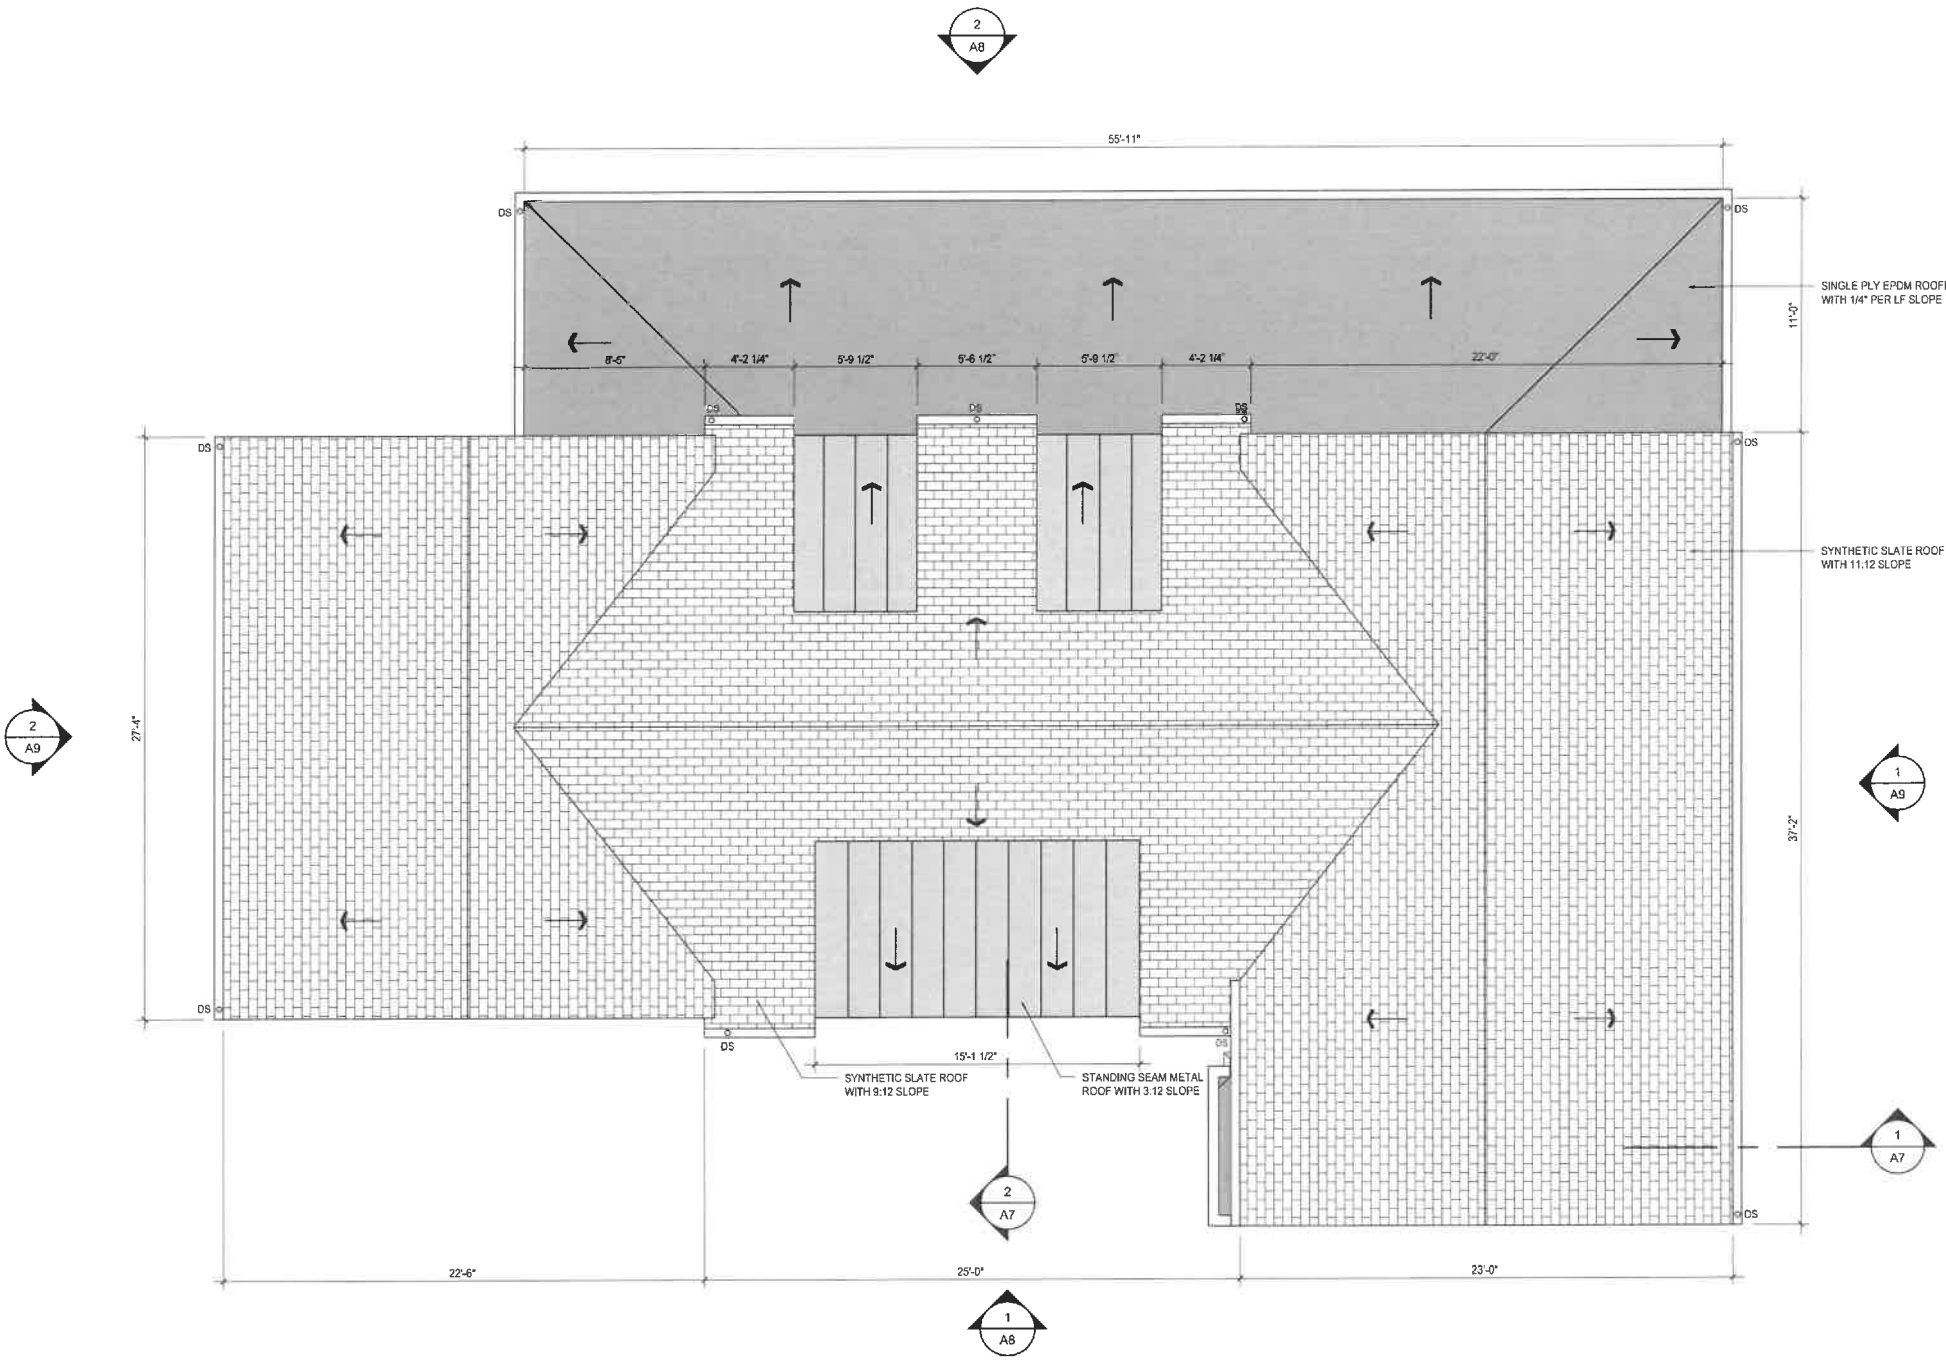 2
A8
55'-11"
DS
DS
SINGLE PLY EPDM ROOFI
WITH 1/4" PER LF SLOPE
11'-0"
8'-5"
4'-2 1/4"
5'-9 1/2"
5'-6 1/2"
5'-9 1/2"
4'-2 1/4"
22'-0"
DS
DS
DS
DS
DS
SYNTHETIC SLATE ROOF
WITH 11:12 SLOPE
27'-4"
2
A9
1
A9
37'-2"
DS
DS
DS
15'-1 1/2"
SYNTHETIC SLATE ROOF
WITH 9:12 SLOPE
STANDING SEAM METAL
ROOF WITH 3:12 SLOPE
1
A7
2
A7
DS
22'-6"
25'-0"
23'-0"
1
A8